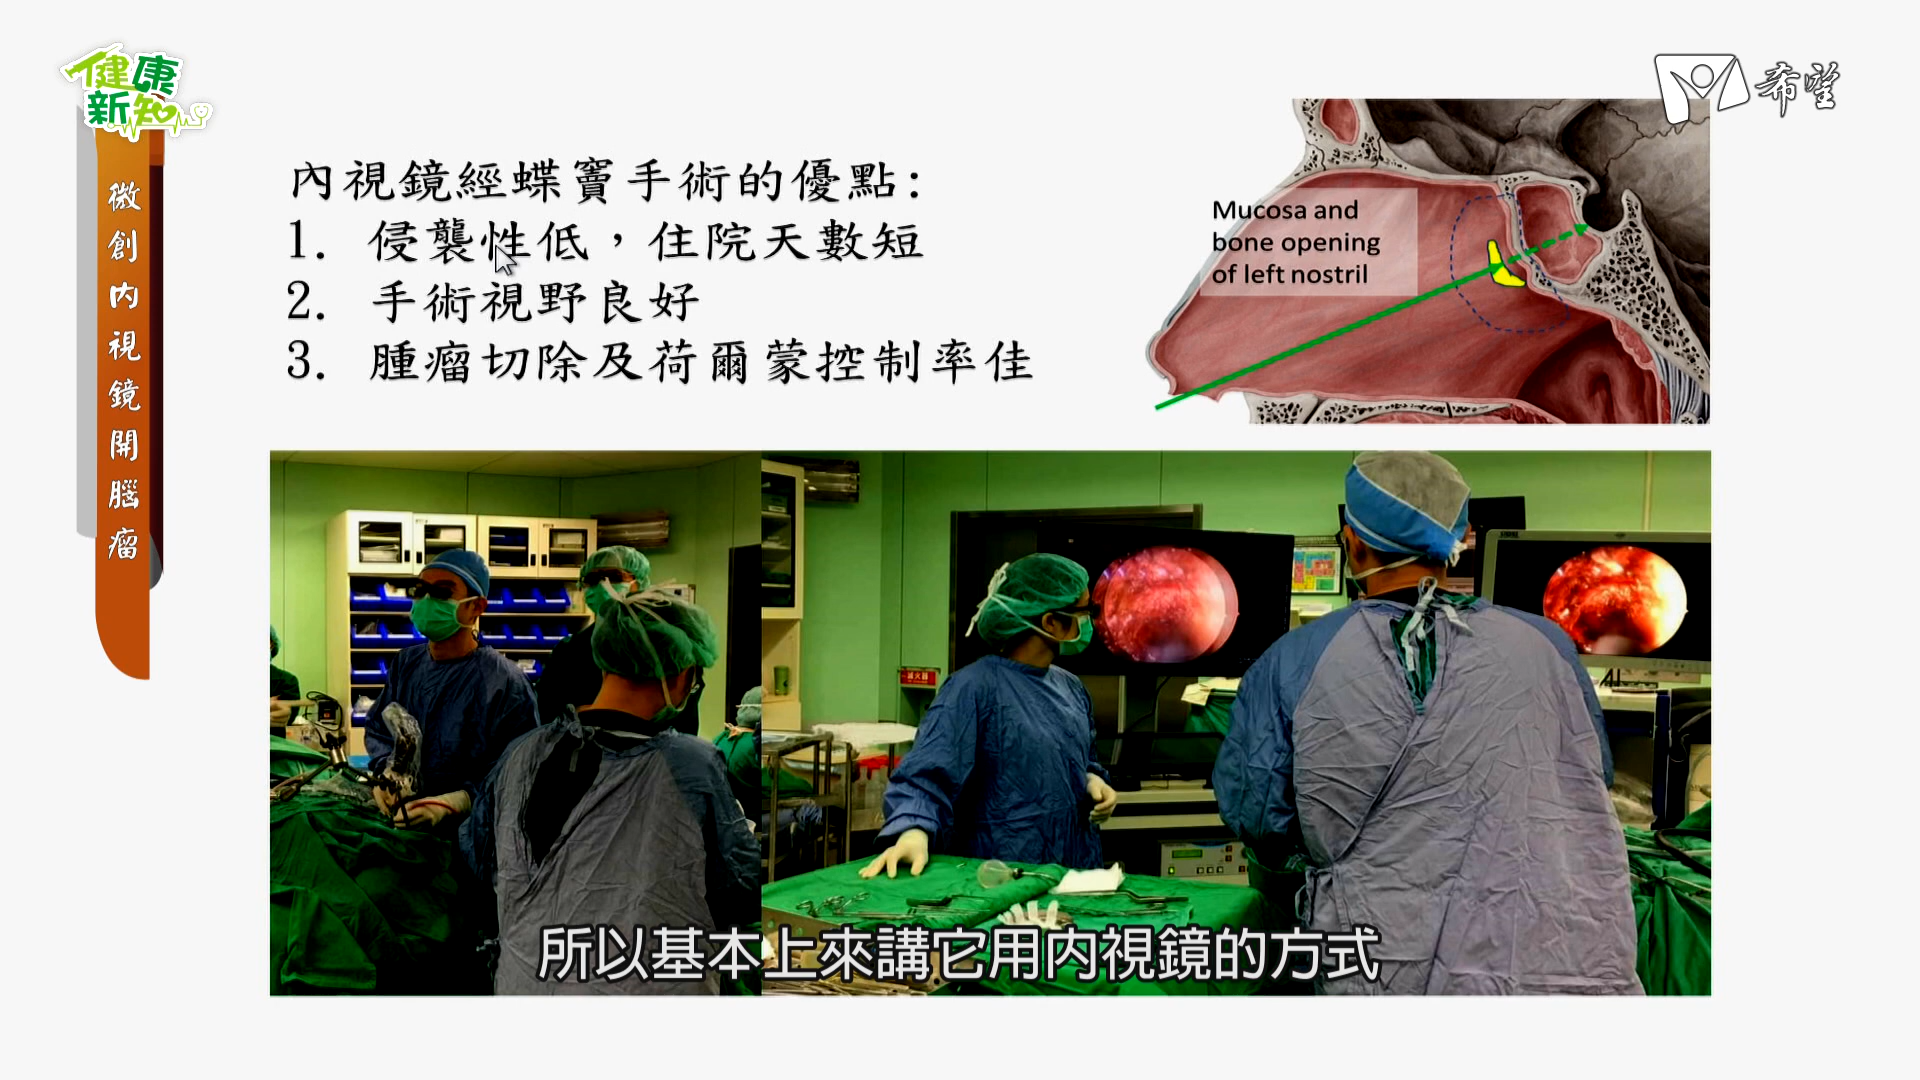 健康
新知
希望
微創內視鏡開腦瘤
內視鏡經蝶竇手術的優點:
1. 侵襲性低，住院天數短
2. 手術視野良好
3. 腫瘤切除及荷爾蒙控制率佳
Mucosa and
bone opening
of left nostril
滅火器
所以基本上來講它用內視鏡的方式